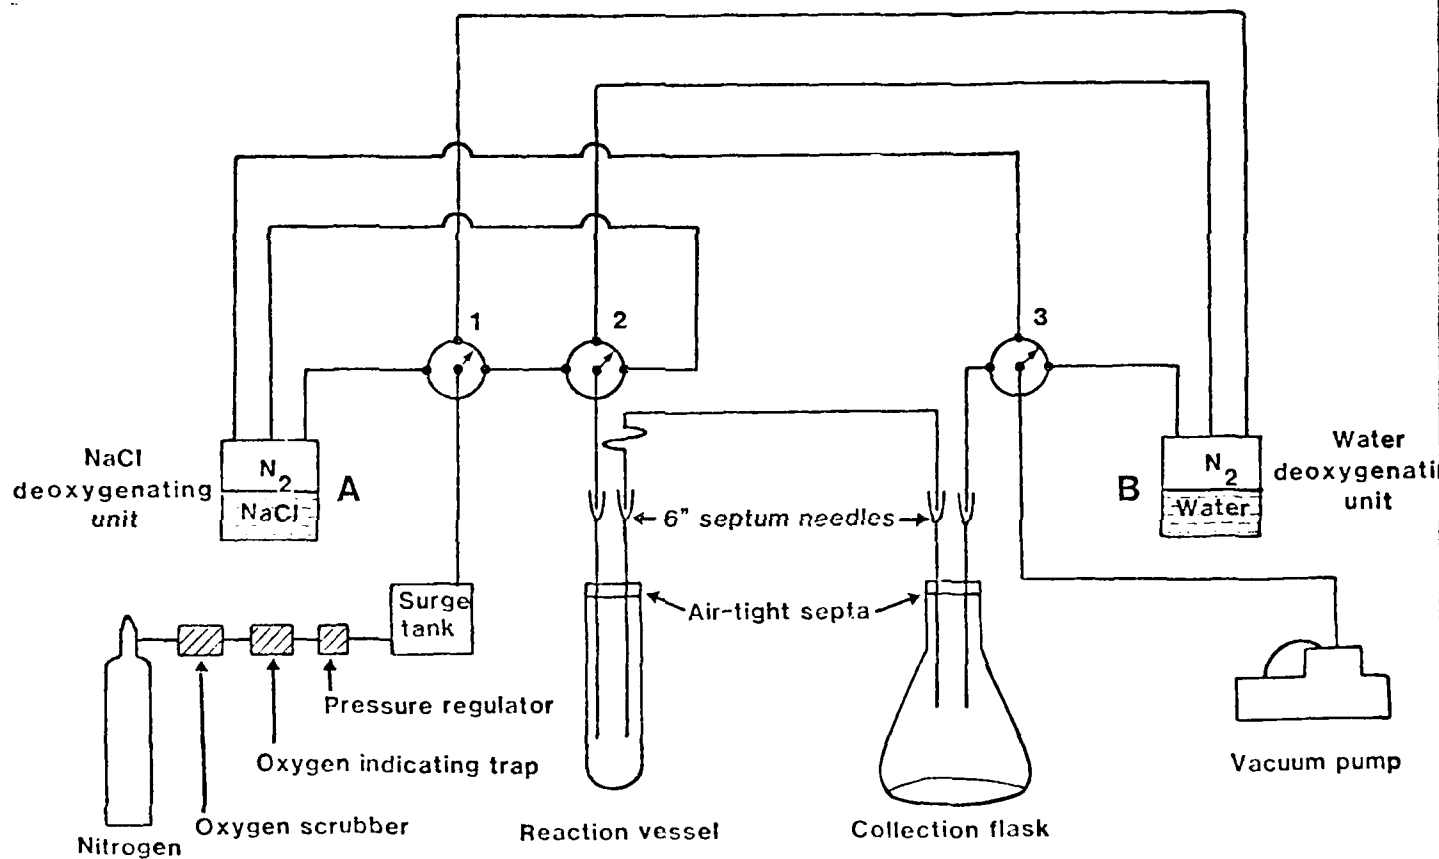 1
2
3
NaCl
deoxygenating
unit
N2
NaCl
A
B
N2
Water
Water
deoxygenati
unit
6" septum needles
Air-tight septa
Surge
tank
Pressure regulator
Oxygen indicating trap
Oxygen scrubber
Nitrogen
Reaction vessel
Collection flask
Vacuum pump